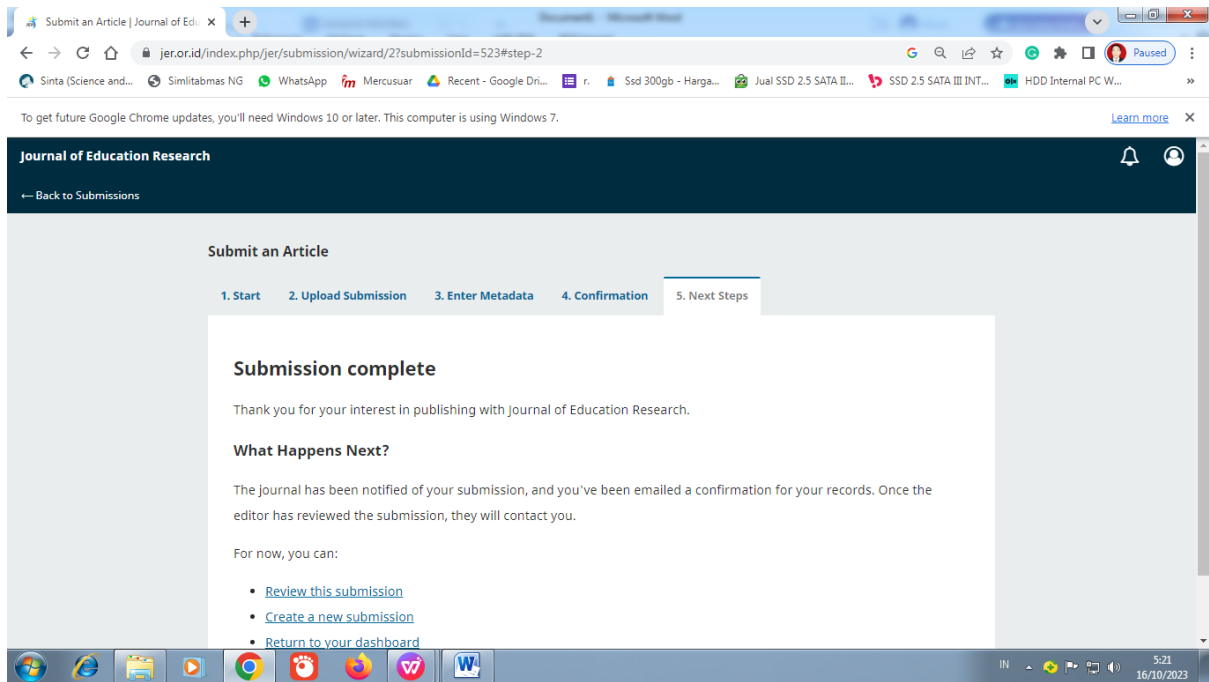 Submit an Article | Journal of Edu
Document1 - Microsoft Word
jer.or.id/index.php/jer/submission/wizard/2?submissionId=523#step-2
Paused
Sinta (Science and...
Simlitabmas NG
WhatsApp
Mercusuar
Recent - Google Dri...
r.
Ssd 300gb - Harga...
Jual SSD 2.5 SATA II...
SSD 2.5 SATA III INT...
HDD Internal PC W...
»
To get future Google Chrome updates, you'll need Windows 10 or later. This computer is using Windows 7.
Learn more
Journal of Education Research
← Back to Submissions
Submit an Article
1. Start
2. Upload Submission
3. Enter Metadata
4. Confirmation
5. Next Steps
Submission complete
Thank you for your interest in publishing with Journal of Education Research.
What Happens Next?
The journal has been notified of your submission, and you've been emailed a confirmation for your records. Once the
editor has reviewed the submission, they will contact you.
For now, you can:
• Review this submission
• Create a new submission
• Return to your dashboard
IN
5:21
16/10/2023